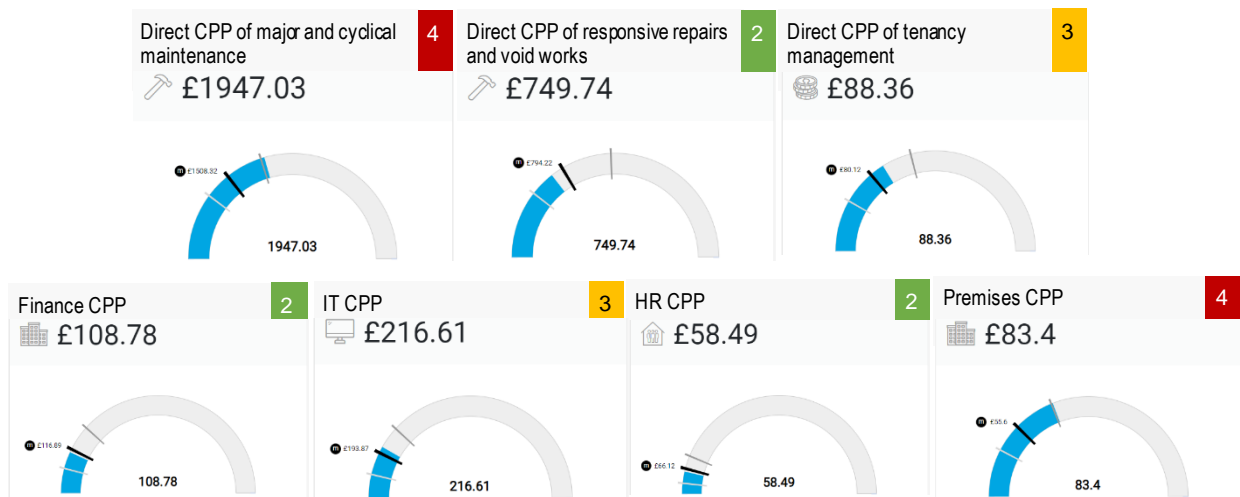 Direct CPP of major and cyclical
maintenance
4
£1947.03
m £1508.32
1947.03
Direct CPP of responsive repairs
and void works
2
£749.74
m £794.22
749.74
Direct CPP of tenancy
management
3
£88.36
m £80.12
88.36
Finance CPP
2
£108.78
m £116.89
108.78
IT CPP
3
£216.61
m £193.87
216.61
HR CPP
2
£58.49
m £66.12
58.49
Premises CPP
4
£83.4
m £55.6
83.4